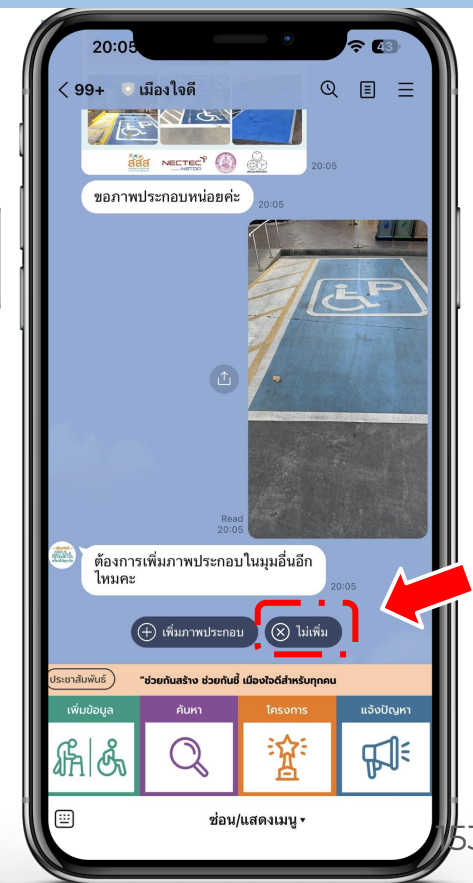 20:05
43
99+
เมืองใจดี
สสส
NECTEC
NSTDA
20:05
ขอภาพประกอบหน่อยค่ะ
20:05
P
Read
20:05
ต้องการเพิ่มภาพประกอบในมุมอื่นอีก
ไหมคะ
20:05
เพิ่มภาพประกอบ
ไม่เพิ่ม
ประชาสัมพันธ์
"ช่วยกันสร้าง ช่วยกันชี้ เมืองใจดีสำหรับทุกคน
เพิ่มข้อมูล
ค้นหา
โครงการ
แจ้งปัญหา
ซ่อน/แสดงเมนู
153